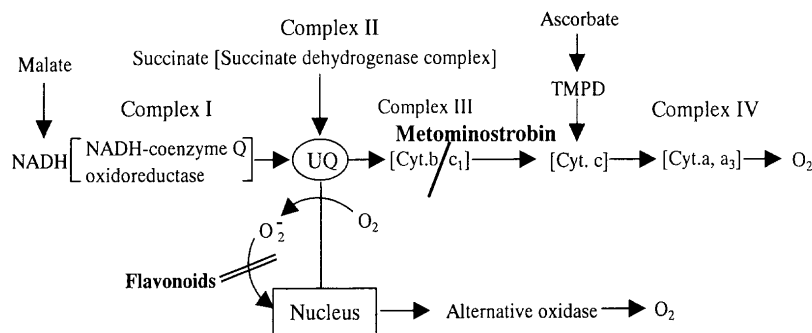 Complex II
Ascorbate
Malate
Succinate [Succinate dehydrogenase complex]
TMPD
Complex I
Complex III
Complex IV
Metominostrobin
NADH [NADH-coenzyme Q oxidoreductase]
UQ
[Cyt.b/c₁]
[Cyt. c]
[Cyt.a, a₃]
O₂
O₂⁻
O₂
Flavonoids
Nucleus
Alternative oxidase
O₂